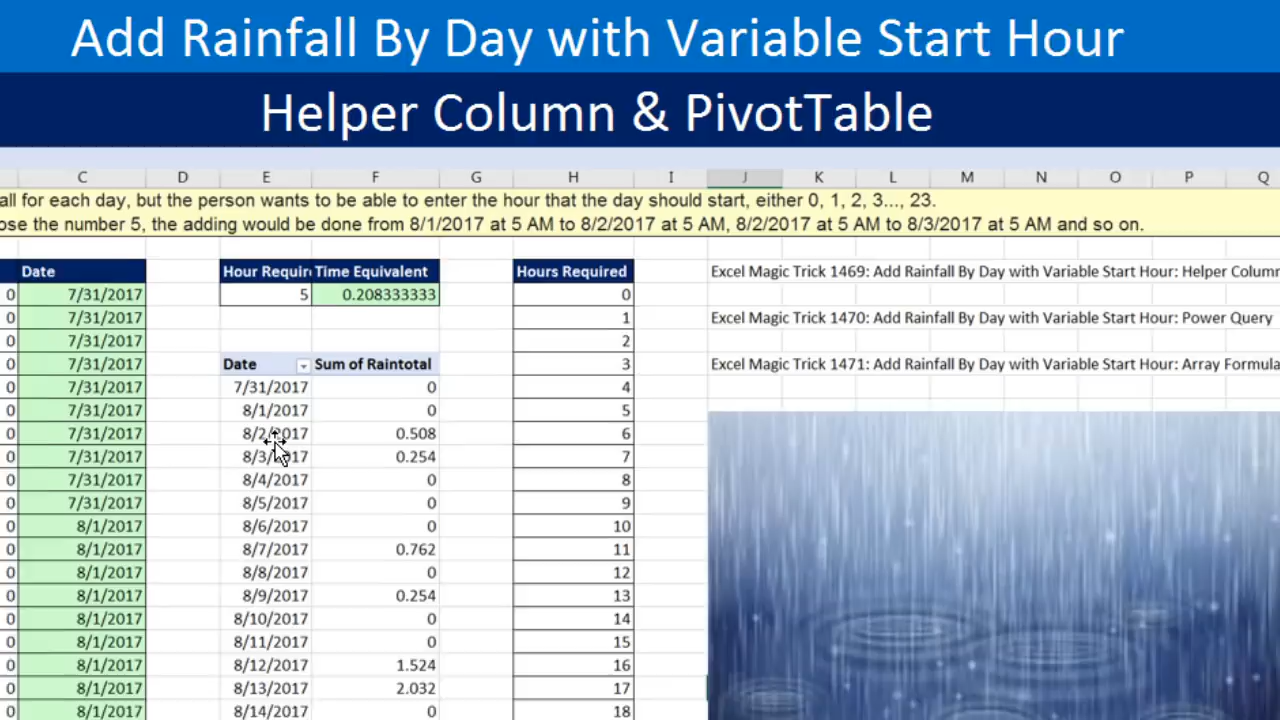 Add Rainfall By Day with Variable Start Hour
Helper Column & PivotTable
C D E F G H I J K L M N O P Q
all for each day, but the person wants to be able to enter the hour that the day should start, either 0, 1, 2, 3..., 23.
ose the number 5, the adding would be done from 8/1/2017 at 5 AM to 8/2/2017 at 5 AM, 8/2/2017 at 5 AM to 8/3/2017 at 5 AM and so on.
Date Hour Requir Time Equivalent Hours Required Excel Magic Trick 1469: Add Rainfall By Day with Variable Start Hour: Helper Column
0 7/31/2017 5 0.208333333 0
0 7/31/2017 1 Excel Magic Trick 1470: Add Rainfall By Day with Variable Start Hour: Power Query
0 7/31/2017 2
0 7/31/2017 Date Sum of Raintotal 3 Excel Magic Trick 1471: Add Rainfall By Day with Variable Start Hour: Array Formula
0 7/31/2017 7/31/2017 0 4
0 7/31/2017 8/1/2017 0 5
0 7/31/2017 8/2/2017 0.508 6
0 7/31/2017 8/3/2017 0.254 7
0 7/31/2017 8/4/2017 0 8
0 7/31/2017 8/5/2017 0 9
0 8/1/2017 8/6/2017 0 10
0 8/1/2017 8/7/2017 0.762 11
0 8/1/2017 8/8/2017 0 12
0 8/1/2017 8/9/2017 0.254 13
0 8/1/2017 8/10/2017 0 14
0 8/1/2017 8/11/2017 0 15
0 8/1/2017 8/12/2017 1.524 16
0 8/1/2017 8/13/2017 2.032 17
0 8/1/2017 8/14/2017 0 18